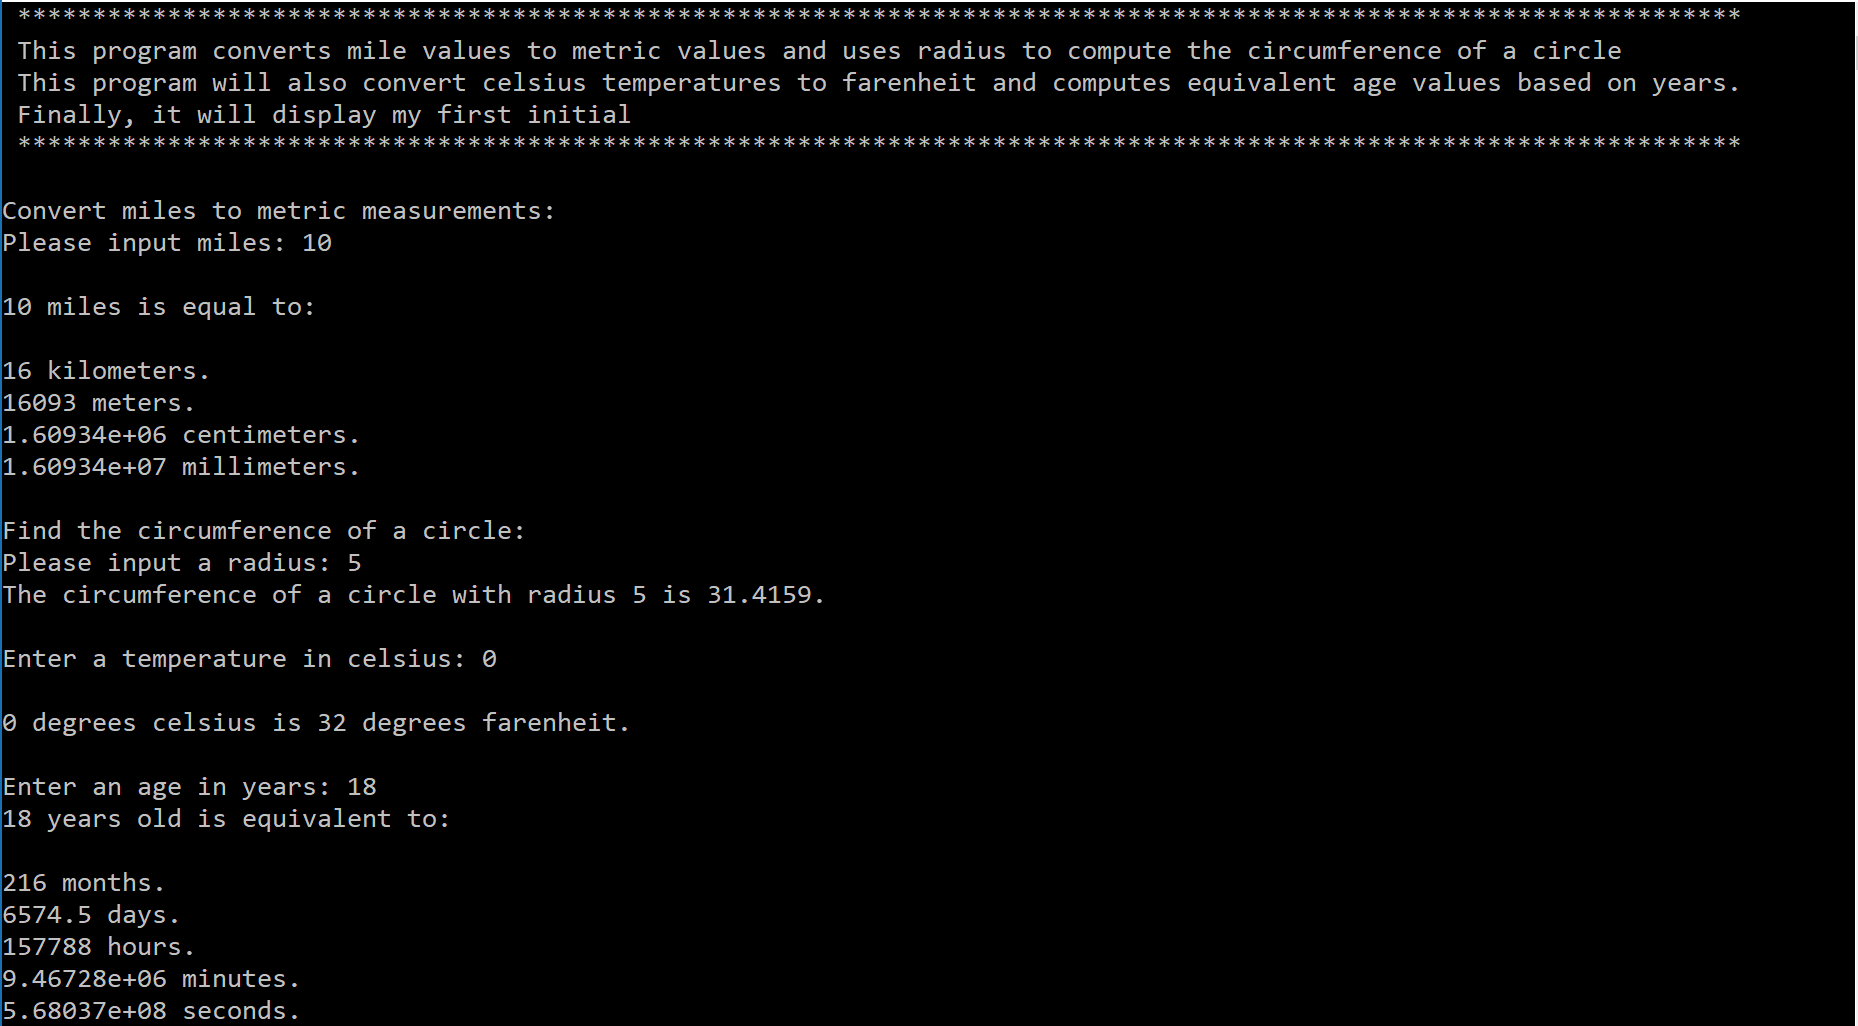 *******************************************************************************************************************
This program converts mile values to metric values and uses radius to compute the circumference of a circle
This program will also convert celsius temperatures to farenheit and computes equivalent age values based on years.
Finally, it will display my first initial
*******************************************************************************************************************
Convert miles to metric measurements:
Please input miles: 10
10 miles is equal to:
16 kilometers.
16093 meters.
1.60934e+06 centimeters.
1.60934e+07 millimeters.
Find the circumference of a circle:
Please input a radius: 5
The circumference of a circle with radius 5 is 31.4159.
Enter a temperature in celsius: 0
0 degrees celsius is 32 degrees farenheit.
Enter an age in years: 18
18 years old is equivalent to:
216 months.
6574.5 days.
157788 hours.
9.46728e+06 minutes.
5.68037e+08 seconds.